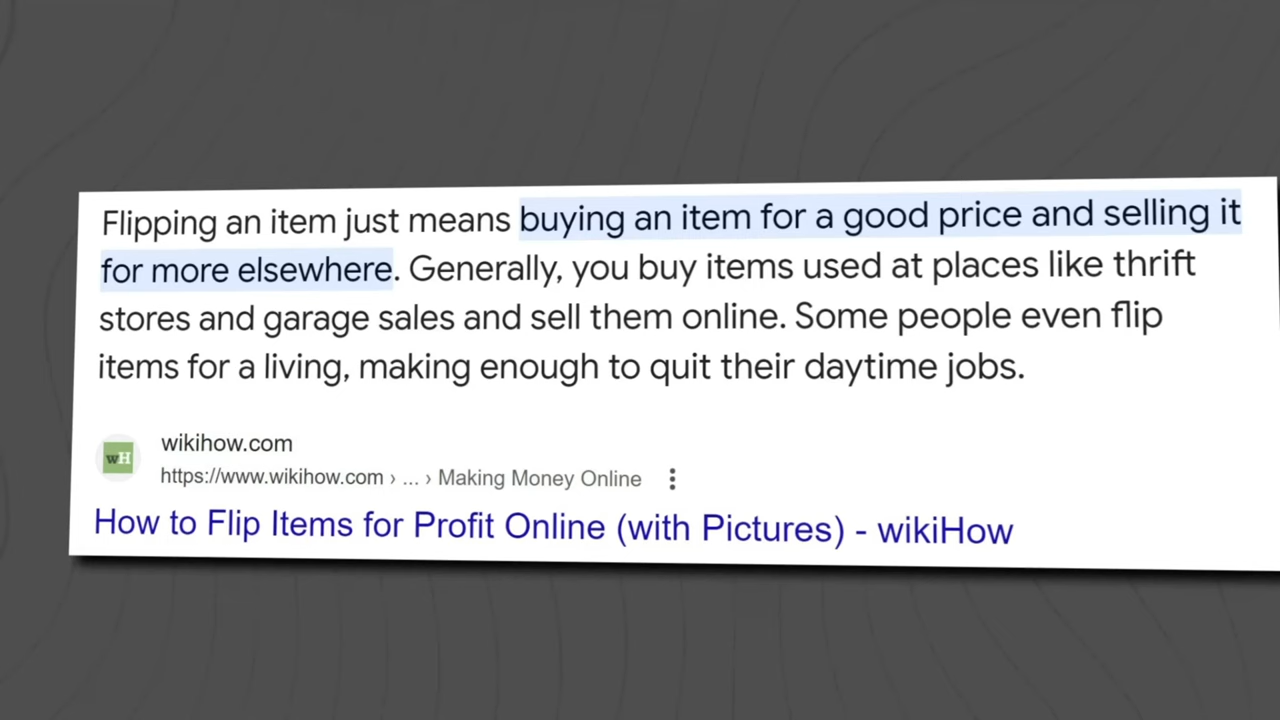 Flipping an item just means buying an item for a good price and selling it
for more elsewhere. Generally, you buy items used at places like thrift
stores and garage sales and sell them online. Some people even flip
items for a living, making enough to quit their daytime jobs.
wH
wikihow.com
https://www.wikihow.com › ... › Making Money Online
How to Flip Items for Profit Online (with Pictures) - wikiHow